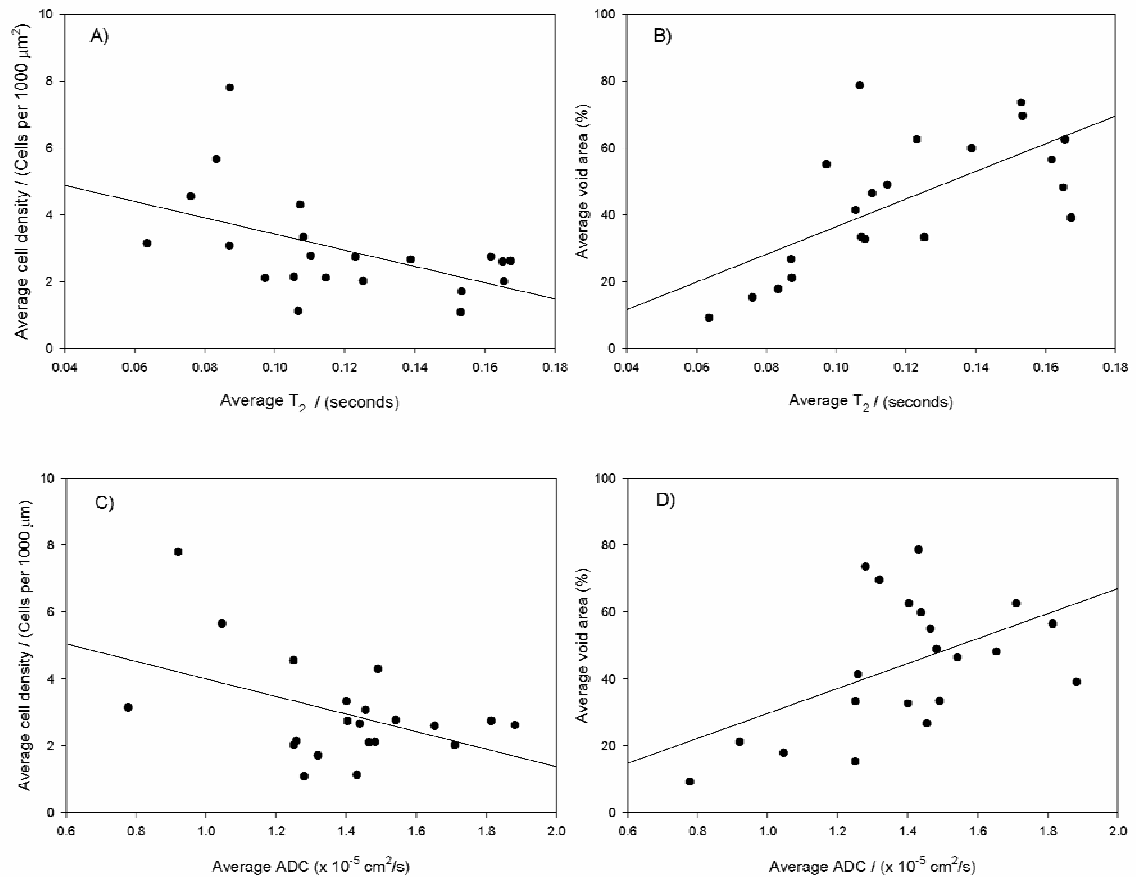 A)
Average cell density / (Cells per 1000 μm²)
10
8
6
4
2
0
0.04 0.06 0.08 0.10 0.12 0.14 0.16 0.18
Average T₂ / (seconds)
B)
Average void area (%)
100
80
60
40
20
0
0.04 0.06 0.08 0.10 0.12 0.14 0.16 0.18
Average T₂ / (seconds)
C)
Average cell density / (Cells per 1000 μm)
10
8
6
4
2
0
0.6 0.8 1.0 1.2 1.4 1.6 1.8 2.0
Average ADC (x 10⁻⁵ cm²/s)
D)
Average void area (%)
100
80
60
40
20
0
0.6 0.8 1.0 1.2 1.4 1.6 1.8 2.0
Average ADC / (x 10⁻⁵ cm²/s)